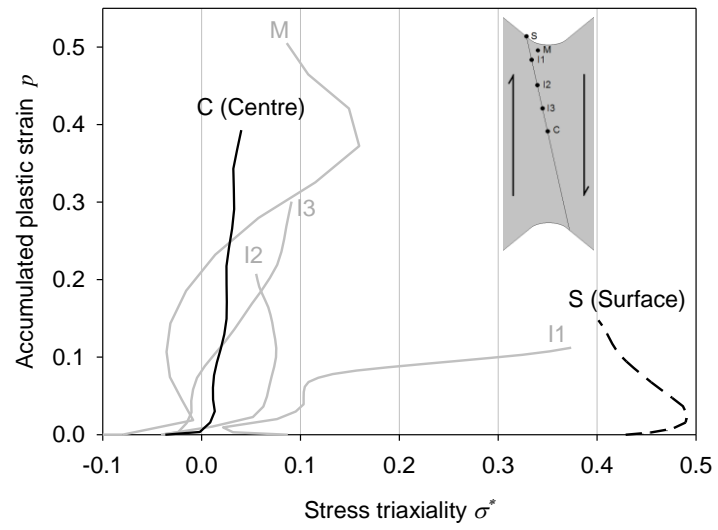 Accumulated plastic strain p
0.5
0.4
0.3
0.2
0.1
0.0
-0.1
0.0
0.1
0.2
0.3
0.4
0.5
Stress triaxiality σ*
C (Centre)
M
I3
I2
I1
S (Surface)
S
M
I1
I2
I3
C